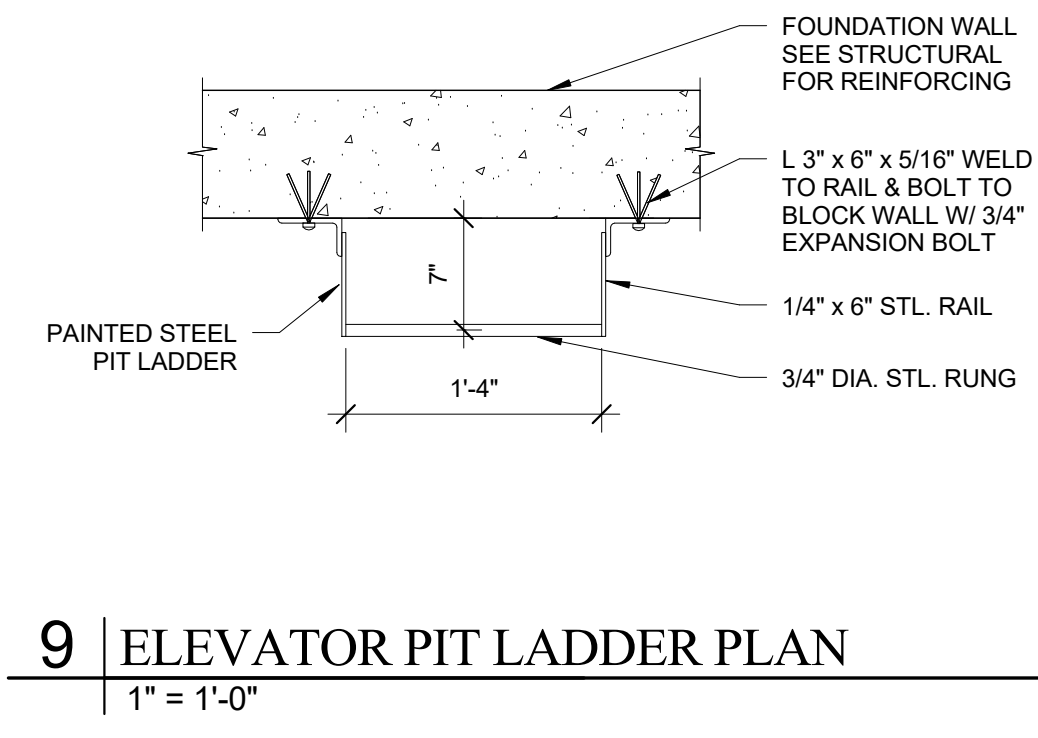 FOUNDATION WALL
SEE STRUCTURAL
FOR REINFORCING
L 3" x 6" x 5/16" WELD
TO RAIL & BOLT TO
BLOCK WALL W/ 3/4"
EXPANSION BOLT
7"
1/4" x 6" STL. RAIL
PAINTED STEEL
PIT LADDER
3/4" DIA. STL. RUNG
1'-4"
9 ELEVATOR PIT LADDER PLAN
1" = 1'-0"